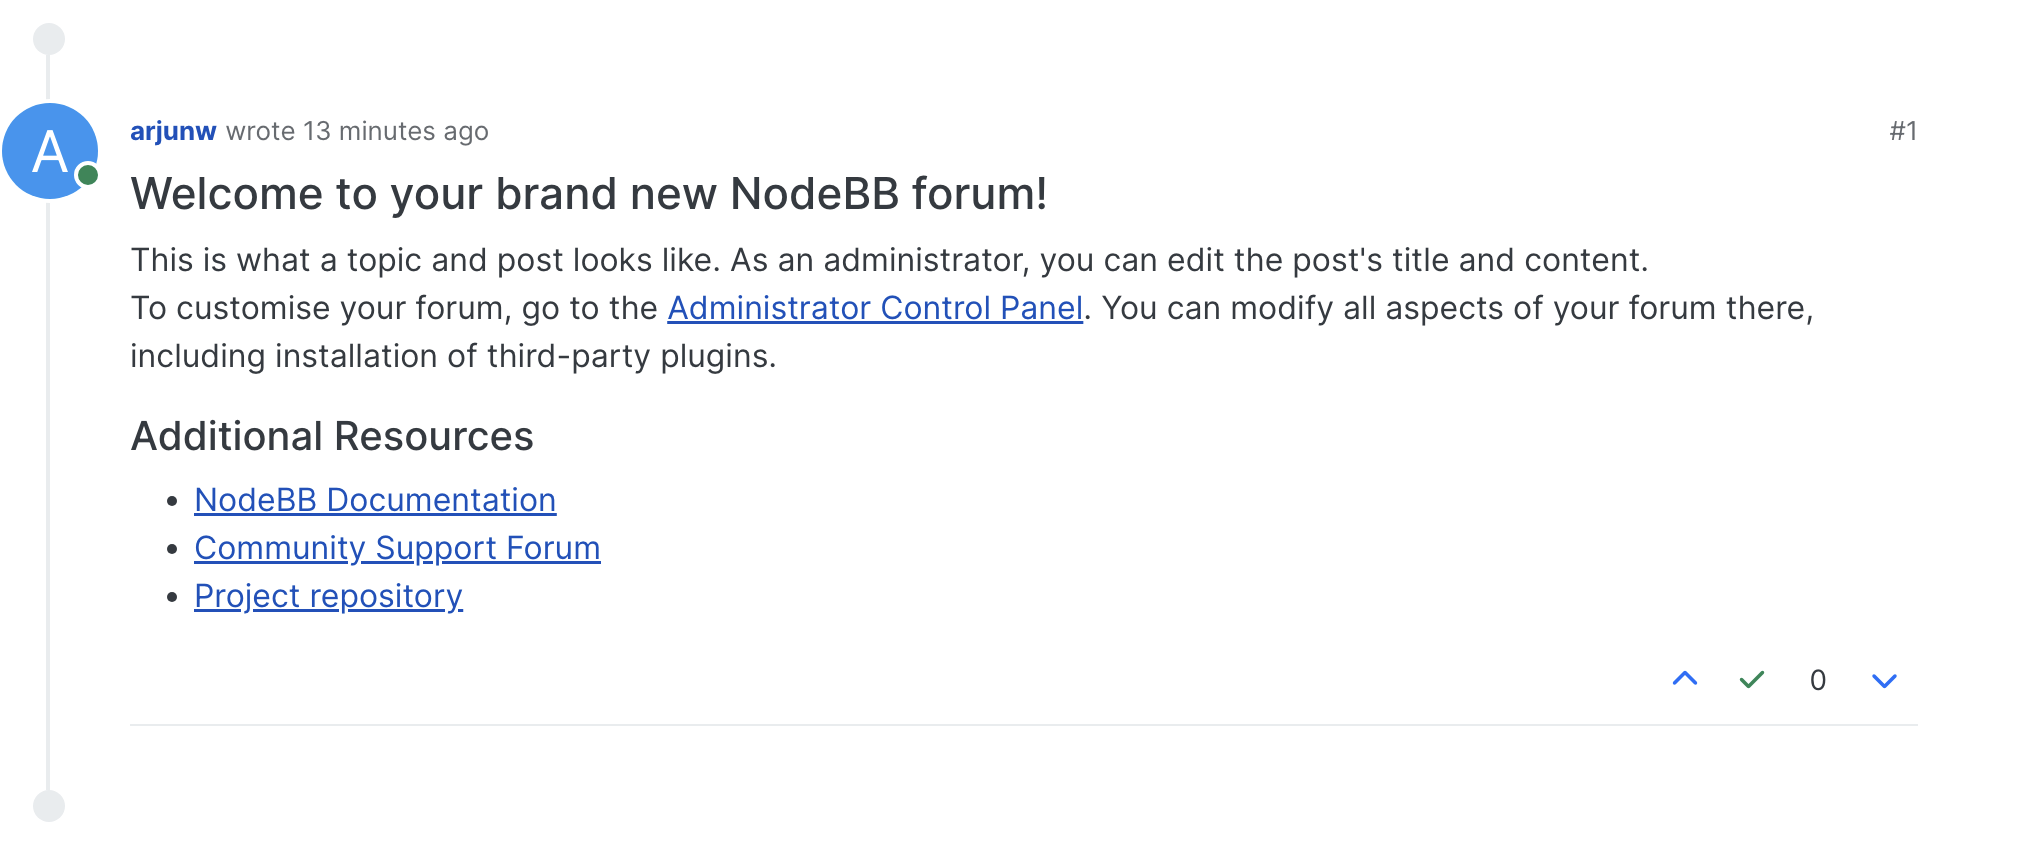 A
arjunw wrote 13 minutes ago
#1
Welcome to your brand new NodeBB forum!
This is what a topic and post looks like. As an administrator, you can edit the post's title and content.
To customise your forum, go to the Administrator Control Panel. You can modify all aspects of your forum there,
including installation of third-party plugins.
Additional Resources
• NodeBB Documentation
• Community Support Forum
• Project repository
0